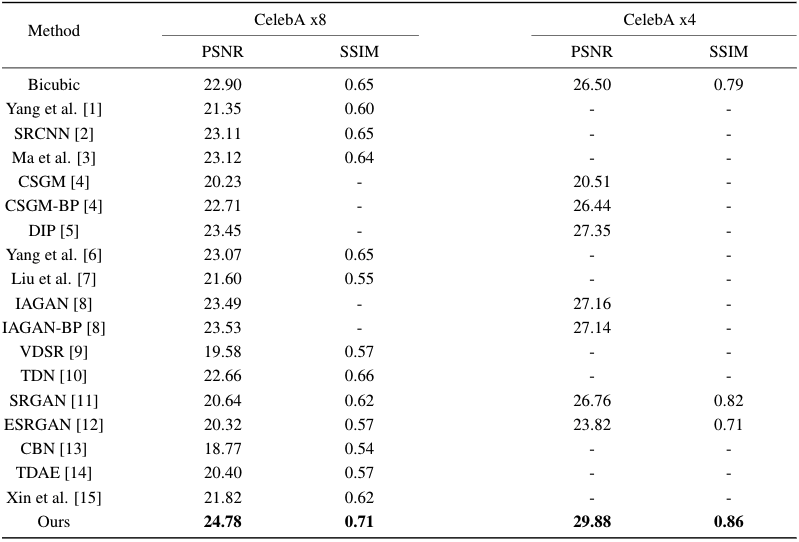 Method CelebA x8 CelebA x4
PSNR SSIM PSNR SSIM
Bicubic 22.90 0.65 26.50 0.79
Yang et al. [1] 21.35 0.60 - -
SRCNN [2] 23.11 0.65 - -
Ma et al. [3] 23.12 0.64 - -
CSGM [4] 20.23 - 20.51 -
CSGM-BP [4] 22.71 - 26.44 -
DIP [5] 23.45 - 27.35 -
Yang et al. [6] 23.07 0.65 - -
Liu et al. [7] 21.60 0.55 - -
IAGAN [8] 23.49 - 27.16 -
IAGAN-BP [8] 23.53 - 27.14 -
VDSR [9] 19.58 0.57 - -
TDN [10] 22.66 0.66 - -
SRGAN [11] 20.64 0.62 26.76 0.82
ESRGAN [12] 20.32 0.57 23.82 0.71
CBN [13] 18.77 0.54 - -
TDAE [14] 20.40 0.57 - -
Xin et al. [15] 21.82 0.62 - -
Ours 24.78 0.71 29.88 0.86